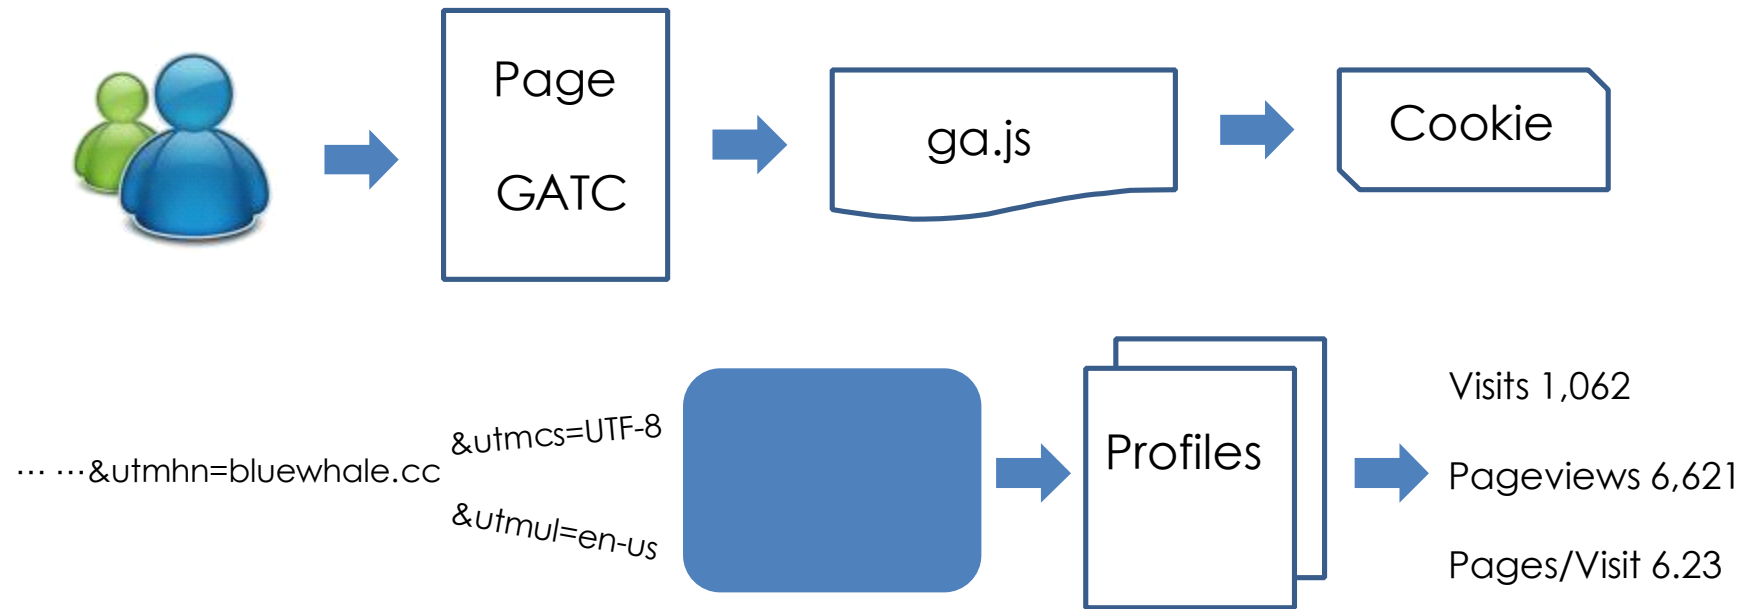 Page
GATC
ga.js
Cookie
... ...&utmhn=bluewhale.cc
&utmcs=UTF-8
&utmul=en-us
Profiles
Visits 1,062
Pageviews 6,621
Pages/Visit 6.23